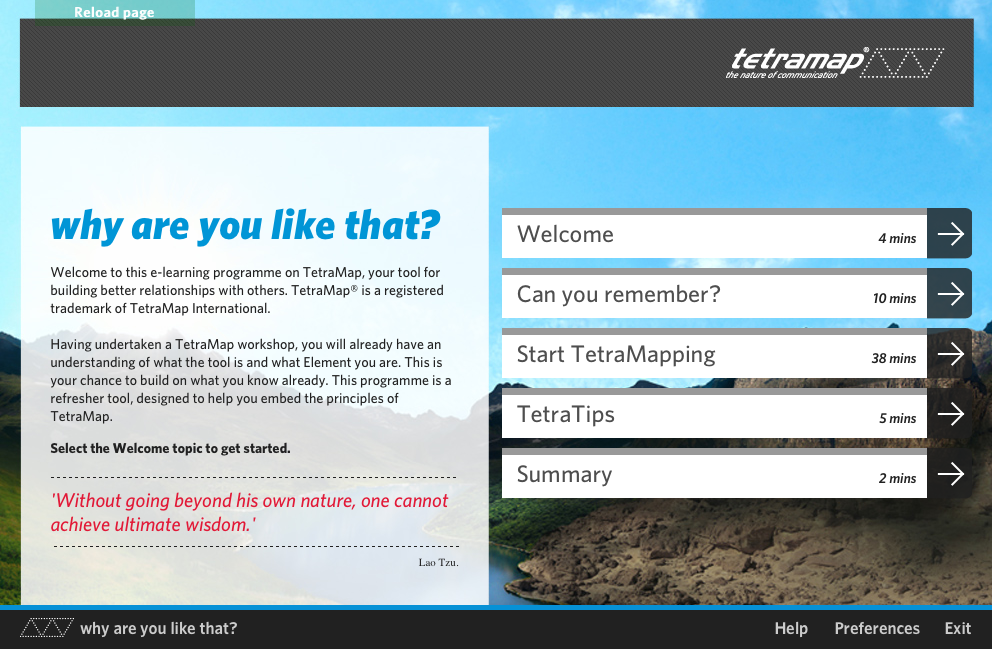 Reload page
tetramap®
the nature of communication
why are you like that?
Welcome to this e-learning programme on TetraMap, your tool for
building better relationships with others. TetraMap® is a registered
trademark of TetraMap International.
Having undertaken a TetraMap workshop, you will already have an
understanding of what the tool is and what Element you are. This is
your chance to build on what you know already. This programme is a
refresher tool, designed to help you embed the principles of
TetraMap.
Select the Welcome topic to get started.
'Without going beyond his own nature, one cannot
achieve ultimate wisdom.'
Lao Tzu.
Welcome 4 mins
Can you remember? 10 mins
Start TetraMapping 38 mins
TetraTips 5 mins
Summary 2 mins
why are you like that? Help Preferences Exit